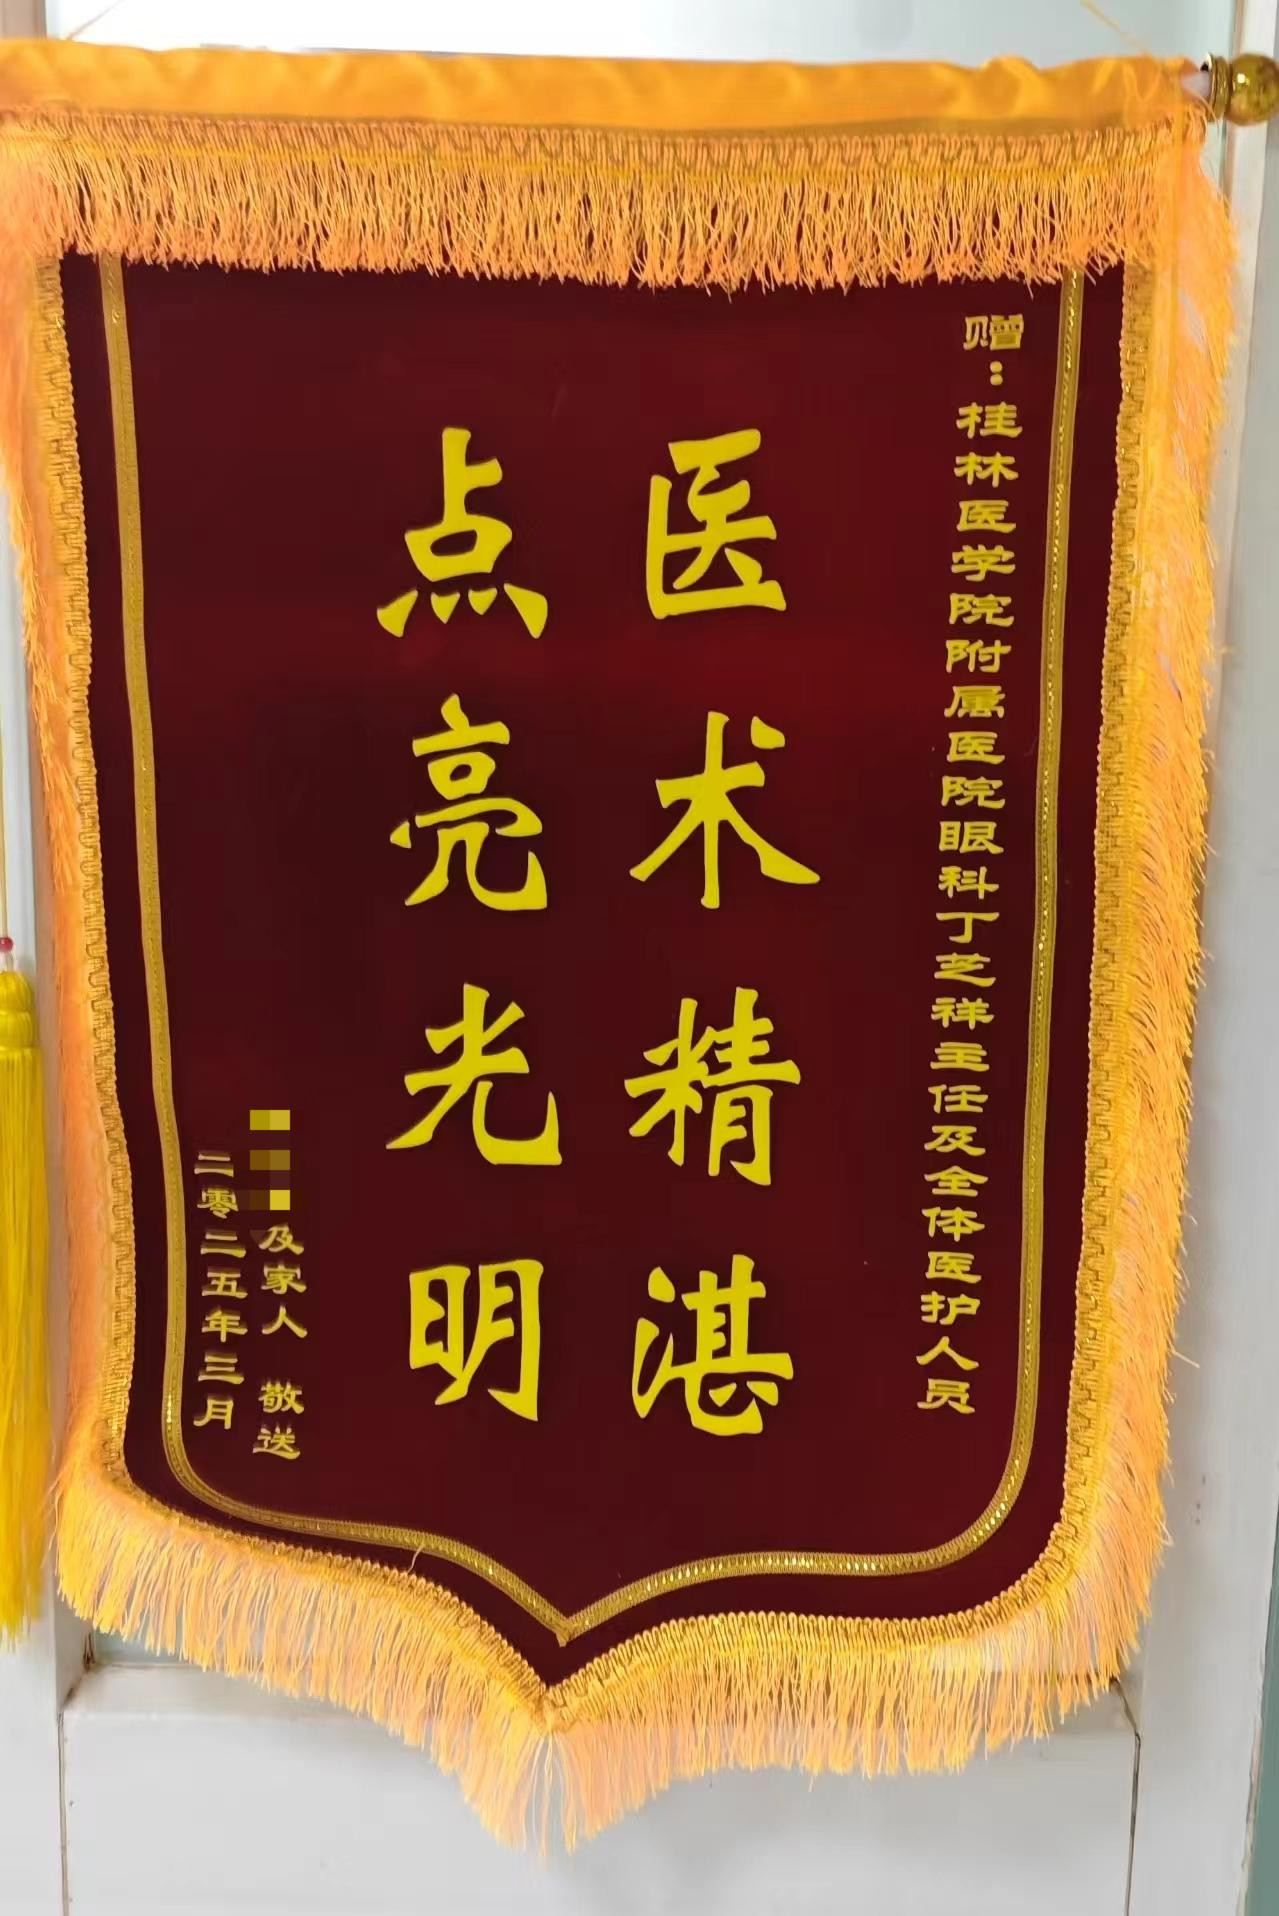 赠：桂林医学院附属医院眼科丁芝祥主任及全体医护人员
医术精湛
点亮光明
及家人 敬送
二零二五年三月